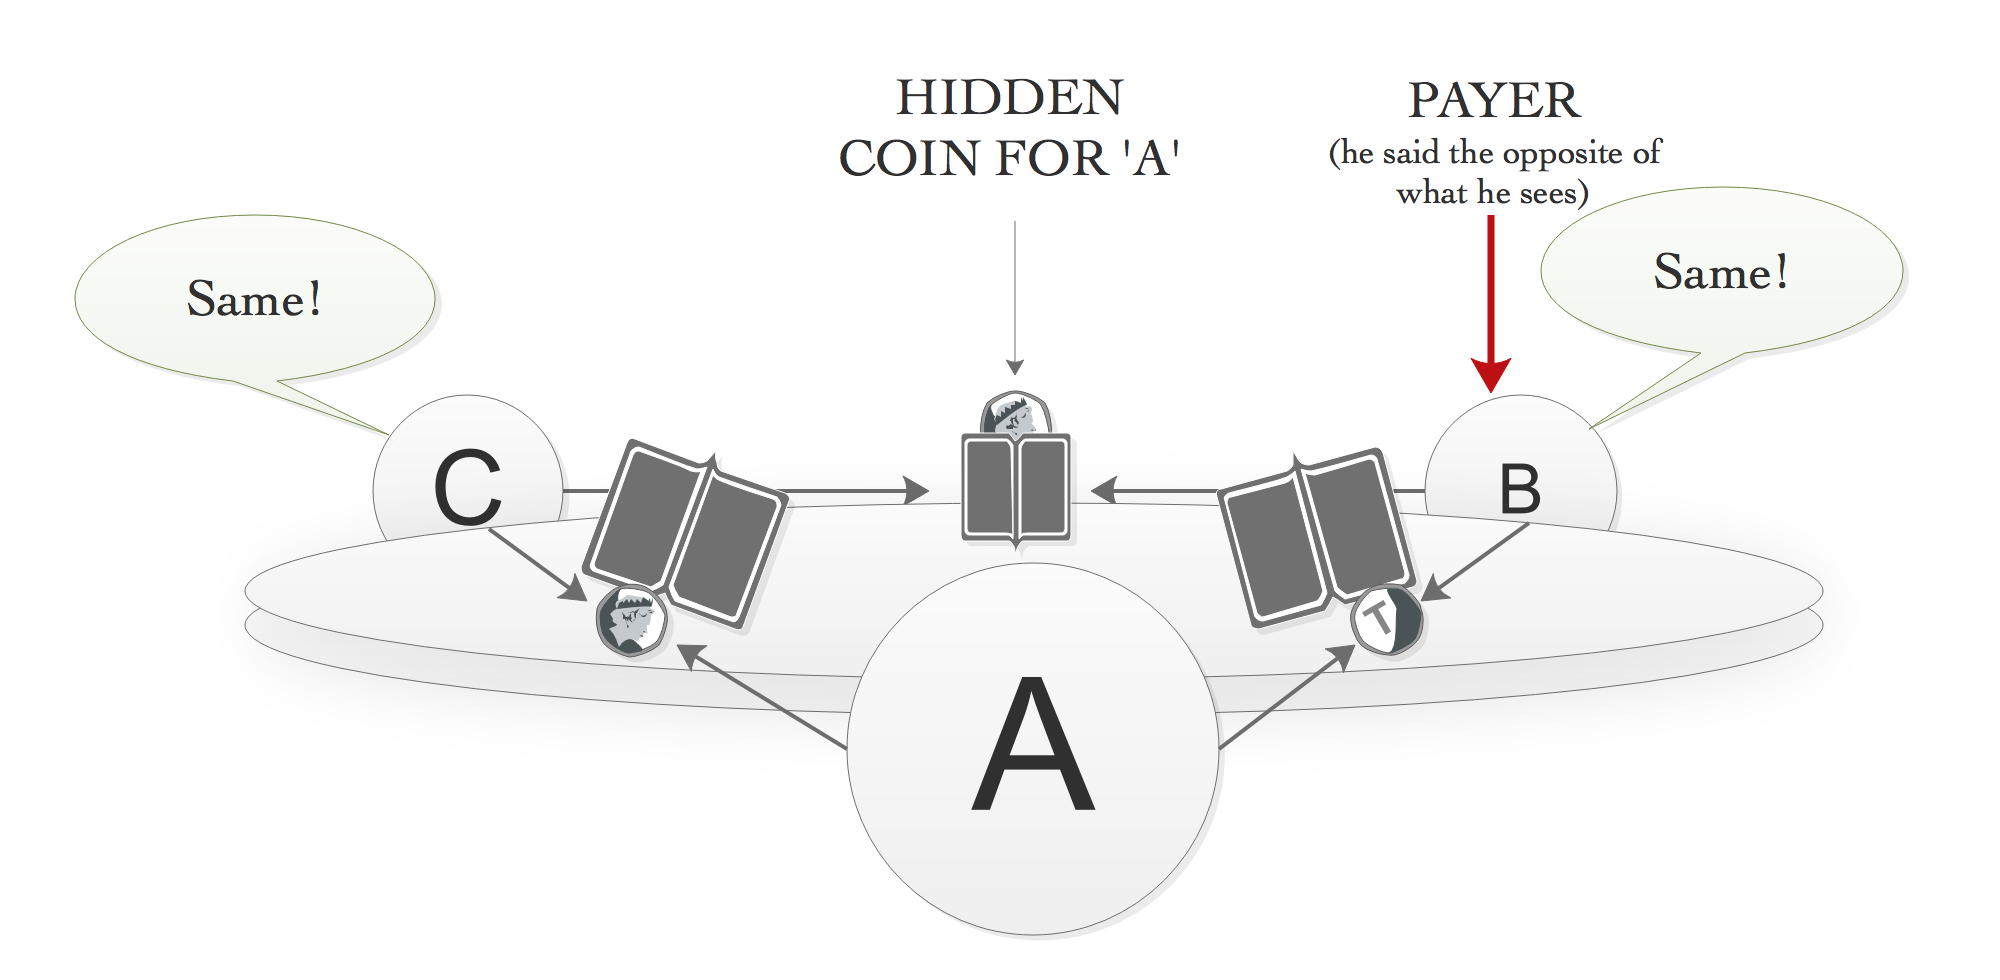 HIDDEN
COIN FOR 'A'
PAYER
(he said the opposite of
what he sees)
Same!
Same!
C
B
T
A